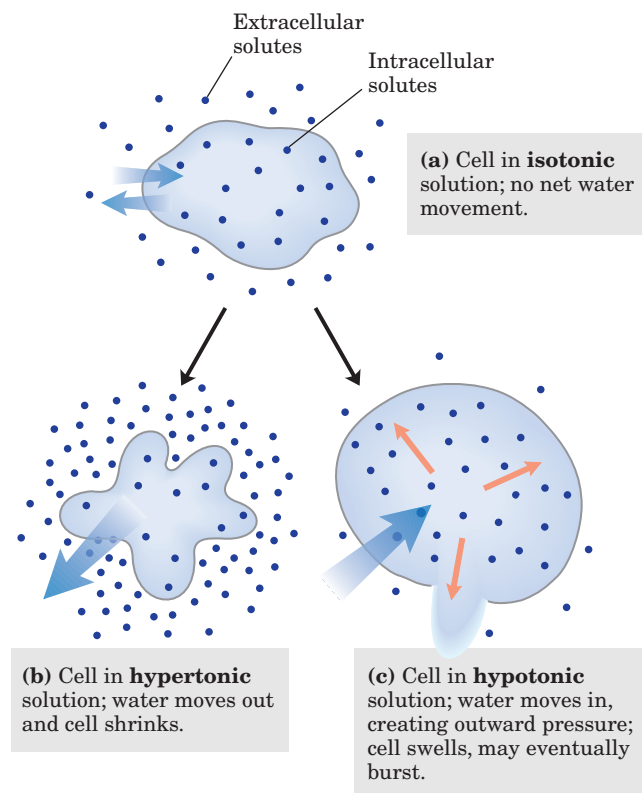 Extracellular
solutes
Intracellular
solutes
(a) Cell in isotonic
solution; no net water
movement.
(b) Cell in hypertonic
solution; water moves out
and cell shrinks.
(c) Cell in hypotonic
solution; water moves in,
creating outward pressure;
cell swells, may eventually
burst.